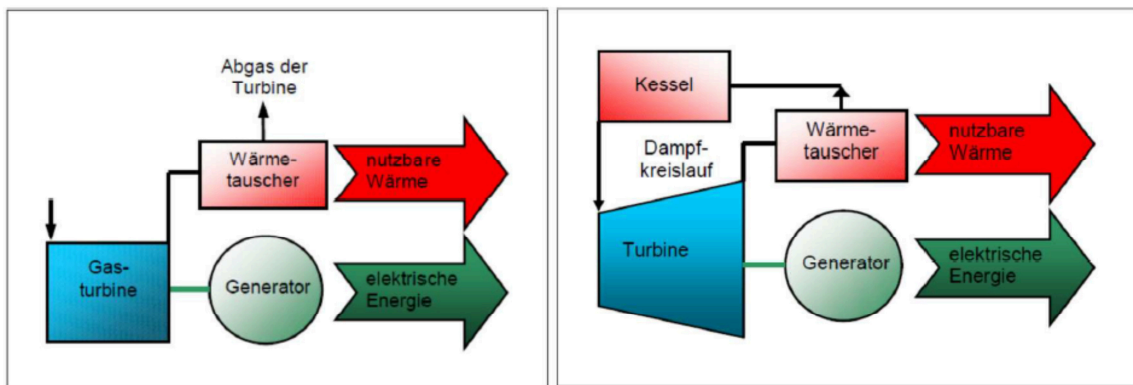 Abgas der
Turbine
Wärme-
tauscher
nutzbare
Wärme
Gas-
turbine
Generator
elektrische
Energie
Kessel
Dampf-
kreislauf
Wärme-
tauscher
nutzbare
Wärme
Turbine
Generator
elektrische
Energie